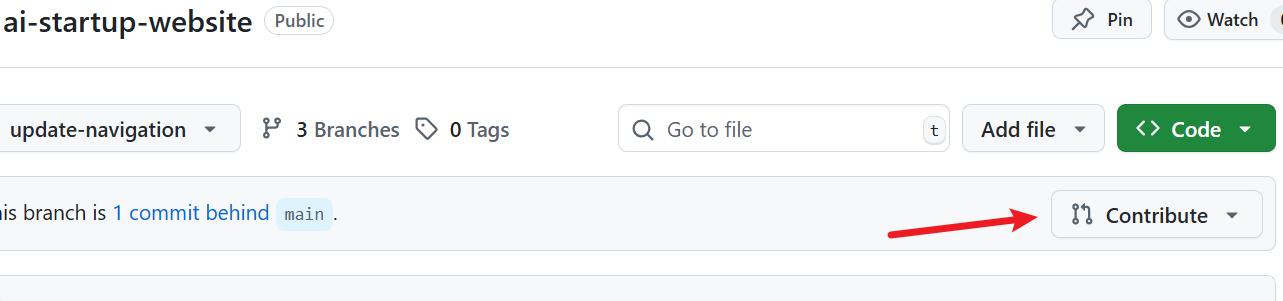 ai-startup-website Public Pin Watch
update-navigation 3 Branches 0 Tags Go to file t Add file Code
is branch is 1 commit behind main.
Contribute